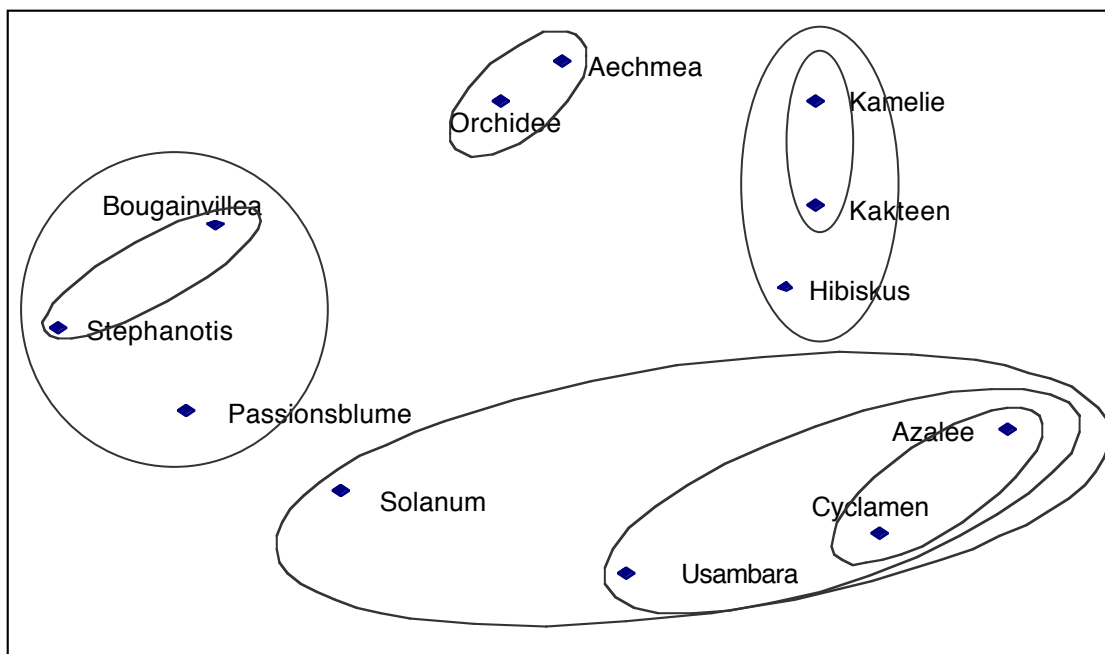 Aechmea
Orchidee
Kamelie
Bougainvillea
Kakteen
Hibiskus
Stephanotis
Passionsblume
Azalee
Solanum
Cyclamen
Usambara